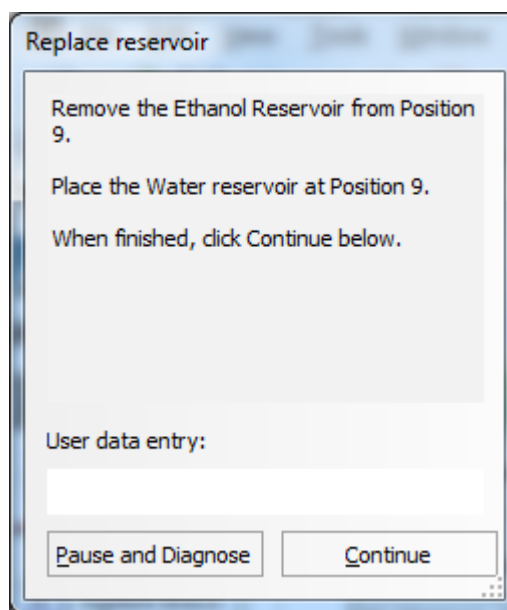 Replace reservoir
Remove the Ethanol Reservoir from Position
9.
Place the Water reservoir at Position 9.
When finished, click Continue below.
User data entry:
Pause and Diagnose
Continue